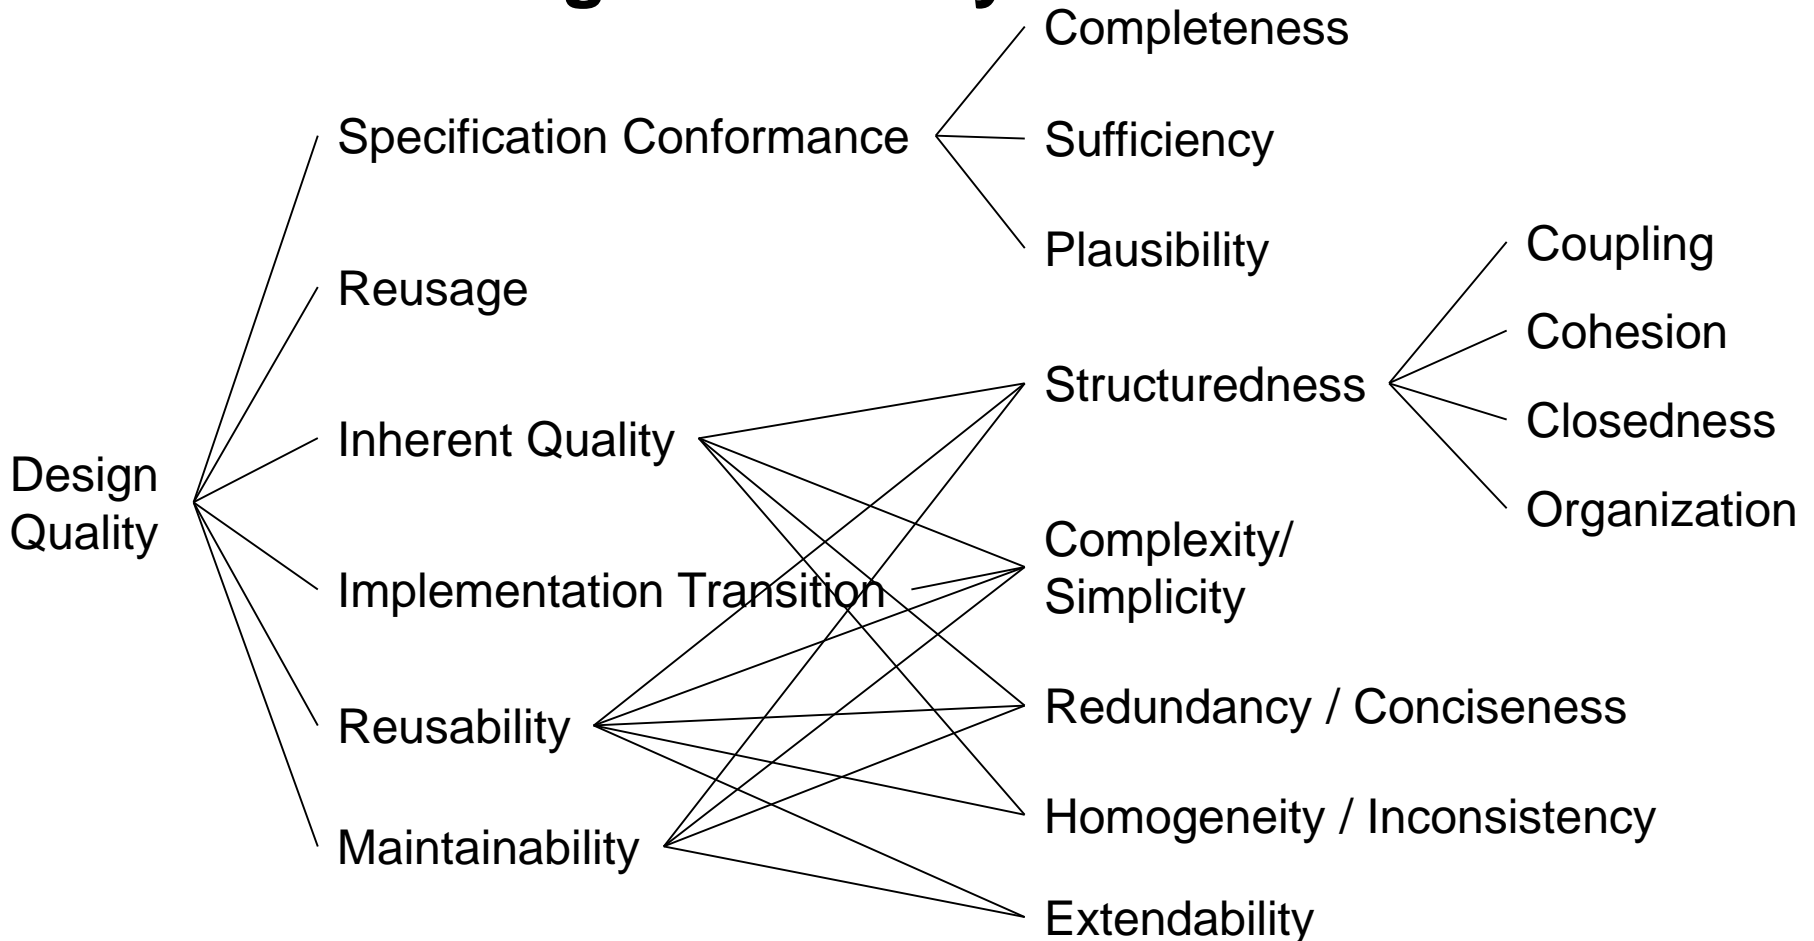 Completeness
Specification Conformance
Sufficiency
Plausibility
Coupling
Reusage
Cohesion
Structuredness
Closedness
Inherent Quality
Design
Quality
Organization
Complexity/
Simplicity
Implementation Transition
Redundancy / Conciseness
Reusability
Homogeneity / Inconsistency
Maintainability
Extendability